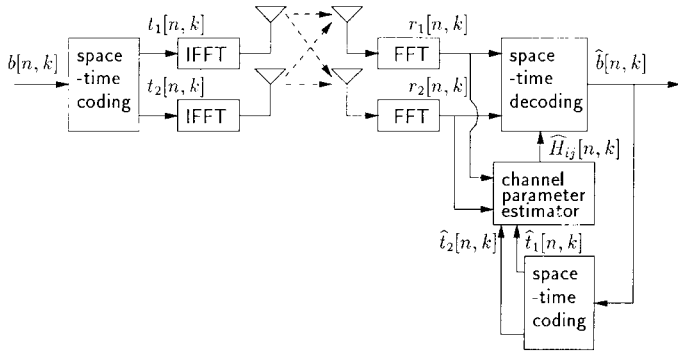 b[n, k]
space
-time
coding
t₁[n, k]
IFFT
t₂[n, k]
IFFT
r₁[n, k]
FFT
r₂[n, k]
FFT
space
-time
decoding
b̂[n, k]
Ĥᵢⱼ[n, k]
channel
parameter
estimator
t̂₂[n, k]
t̂₁[n, k]
space
-time
coding